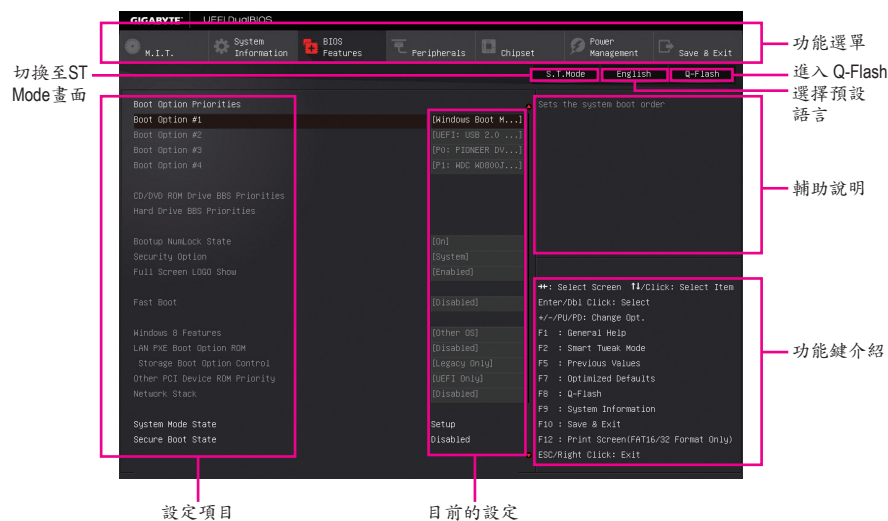 GIGABYTE UEFI DualBIOS
M.I.T.
System Information
BIOS Features
Peripherals
Chipset
Power Management
Save & Exit
功能選單
切換至ST
Mode畫面
S.T.Mode English Q-Flash
進入 Q-Flash
選擇預設
語言
Boot Option Priorities
Boot Option #1 [Windows Boot M...]
Boot Option #2 [UEFI: USB 2.0 ...]
Boot Option #3 [P0: PIONEER DV...]
Boot Option #4 [P1: WDC WD800J...]
CD/DVD ROM Drive BBS Priorities
Hard Drive BBS Priorities
Bootup NumLock State [On]
Security Option [System]
Full Screen LOGO Show [Enabled]
Fast Boot [Disabled]
Windows 8 Features [Other OS]
LAN PXE Boot Option ROM [Disabled]
Storage Boot Option Control [Legacy Only]
Other PCI Device ROM Priority [UEFI Only]
Network Stack [Disabled]
System Mode State Setup
Secure Boot State Disabled
Sets the system boot order
輔助說明
→←: Select Screen ↑↓/Click: Select Item
Enter/Dbl Click: Select
+/-/PU/PD: Change Opt.
F1 : General Help
F2 : Smart Tweak Mode
F5 : Previous Values
F7 : Optimized Defaults
F8 : Q-Flash
F9 : System Information
F10 : Save & Exit
F12 : Print Screen(FAT16/32 Format Only)
ESC/Right Click: Exit
功能鍵介紹
設定項目
目前的設定